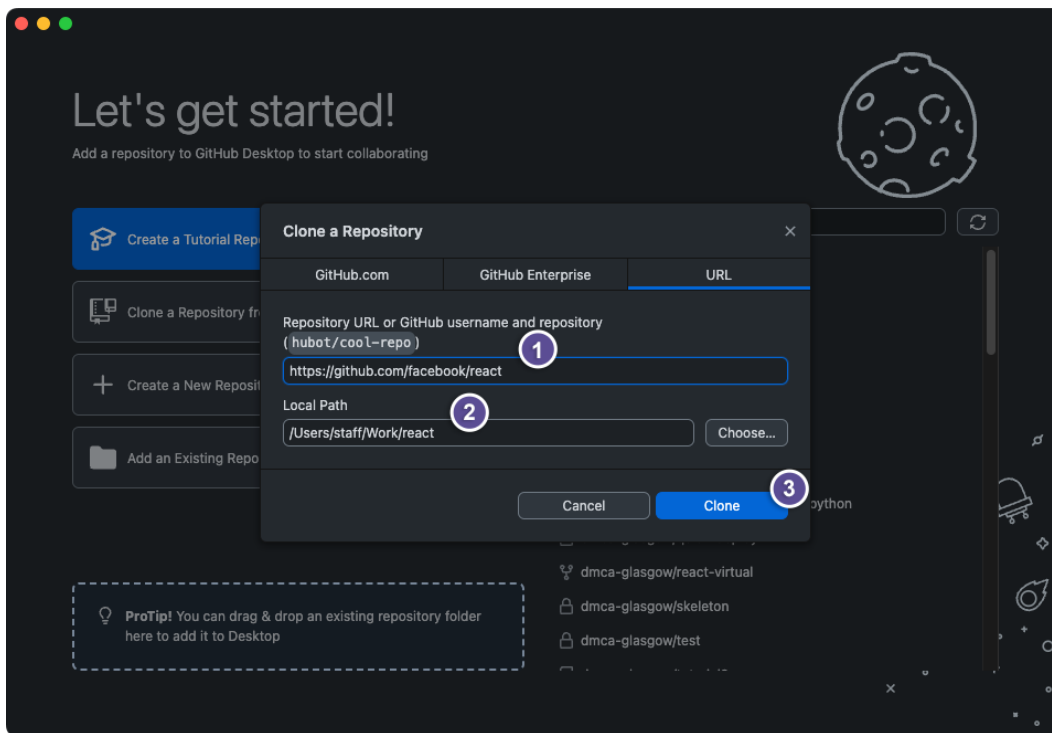 Let's get started!
Add a repository to GitHub Desktop to start collaborating
Create a Tutorial Rep
Clone a Repository fr
Create a New Reposit
Add an Existing Repo
Clone a Repository
GitHub.com
GitHub Enterprise
URL
Repository URL or GitHub username and repository
(hubot/cool-repo)
1
https://github.com/facebook/react
Local Path
2
/Users/staff/Work/react
Choose...
Cancel
Clone
3
python
dmca-glasgow/react-virtual
dmca-glasgow/skeleton
dmca-glasgow/test
ProTip! You can drag & drop an existing repository folder
here to add it to Desktop